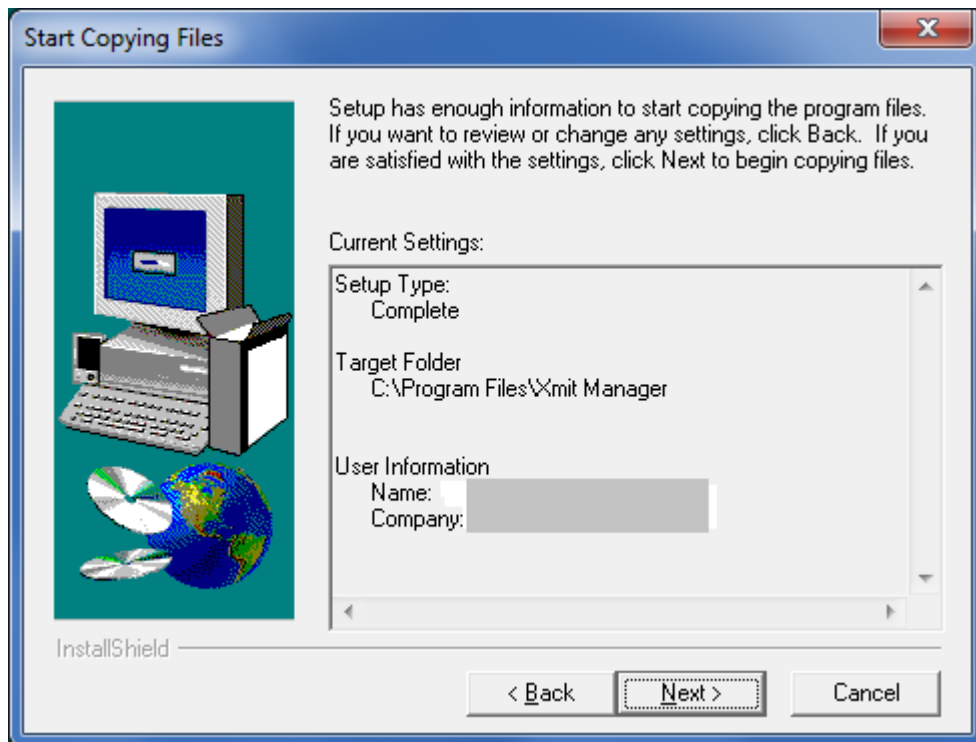 Start Copying Files
Setup has enough information to start copying the program files.
If you want to review or change any settings, click Back.  If you
are satisfied with the settings, click Next to begin copying files.
Current Settings:
Setup Type:
Complete
Target Folder
C:\Program Files\Xmit Manager
User Information
Name:
Company:
InstallShield
< Back
Next >
Cancel